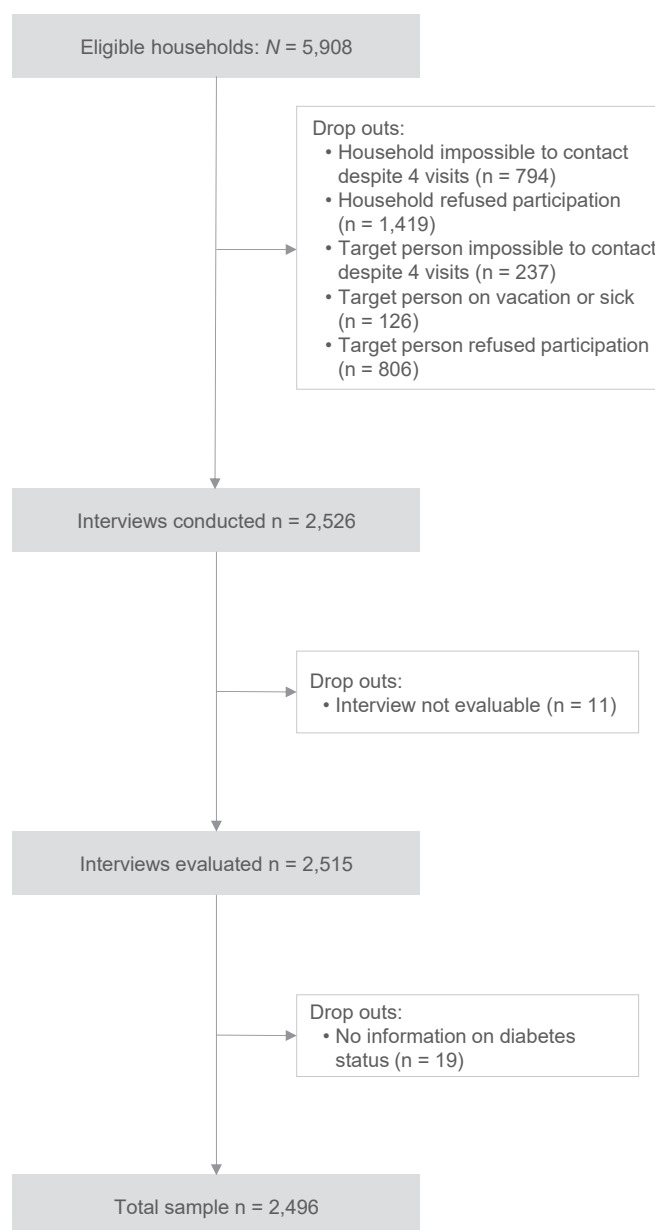 Eligible households: N = 5,908
Drop outs:
• Household impossible to contact
despite 4 visits (n = 794)
• Household refused participation
(n = 1,419)
• Target person impossible to contact
despite 4 visits (n = 237)
• Target person on vacation or sick
(n = 126)
• Target person refused participation
(n = 806)
Interviews conducted n = 2,526
Drop outs:
• Interview not evaluable (n = 11)
Interviews evaluated n = 2,515
Drop outs:
• No information on diabetes
status (n = 19)
Total sample n = 2,496